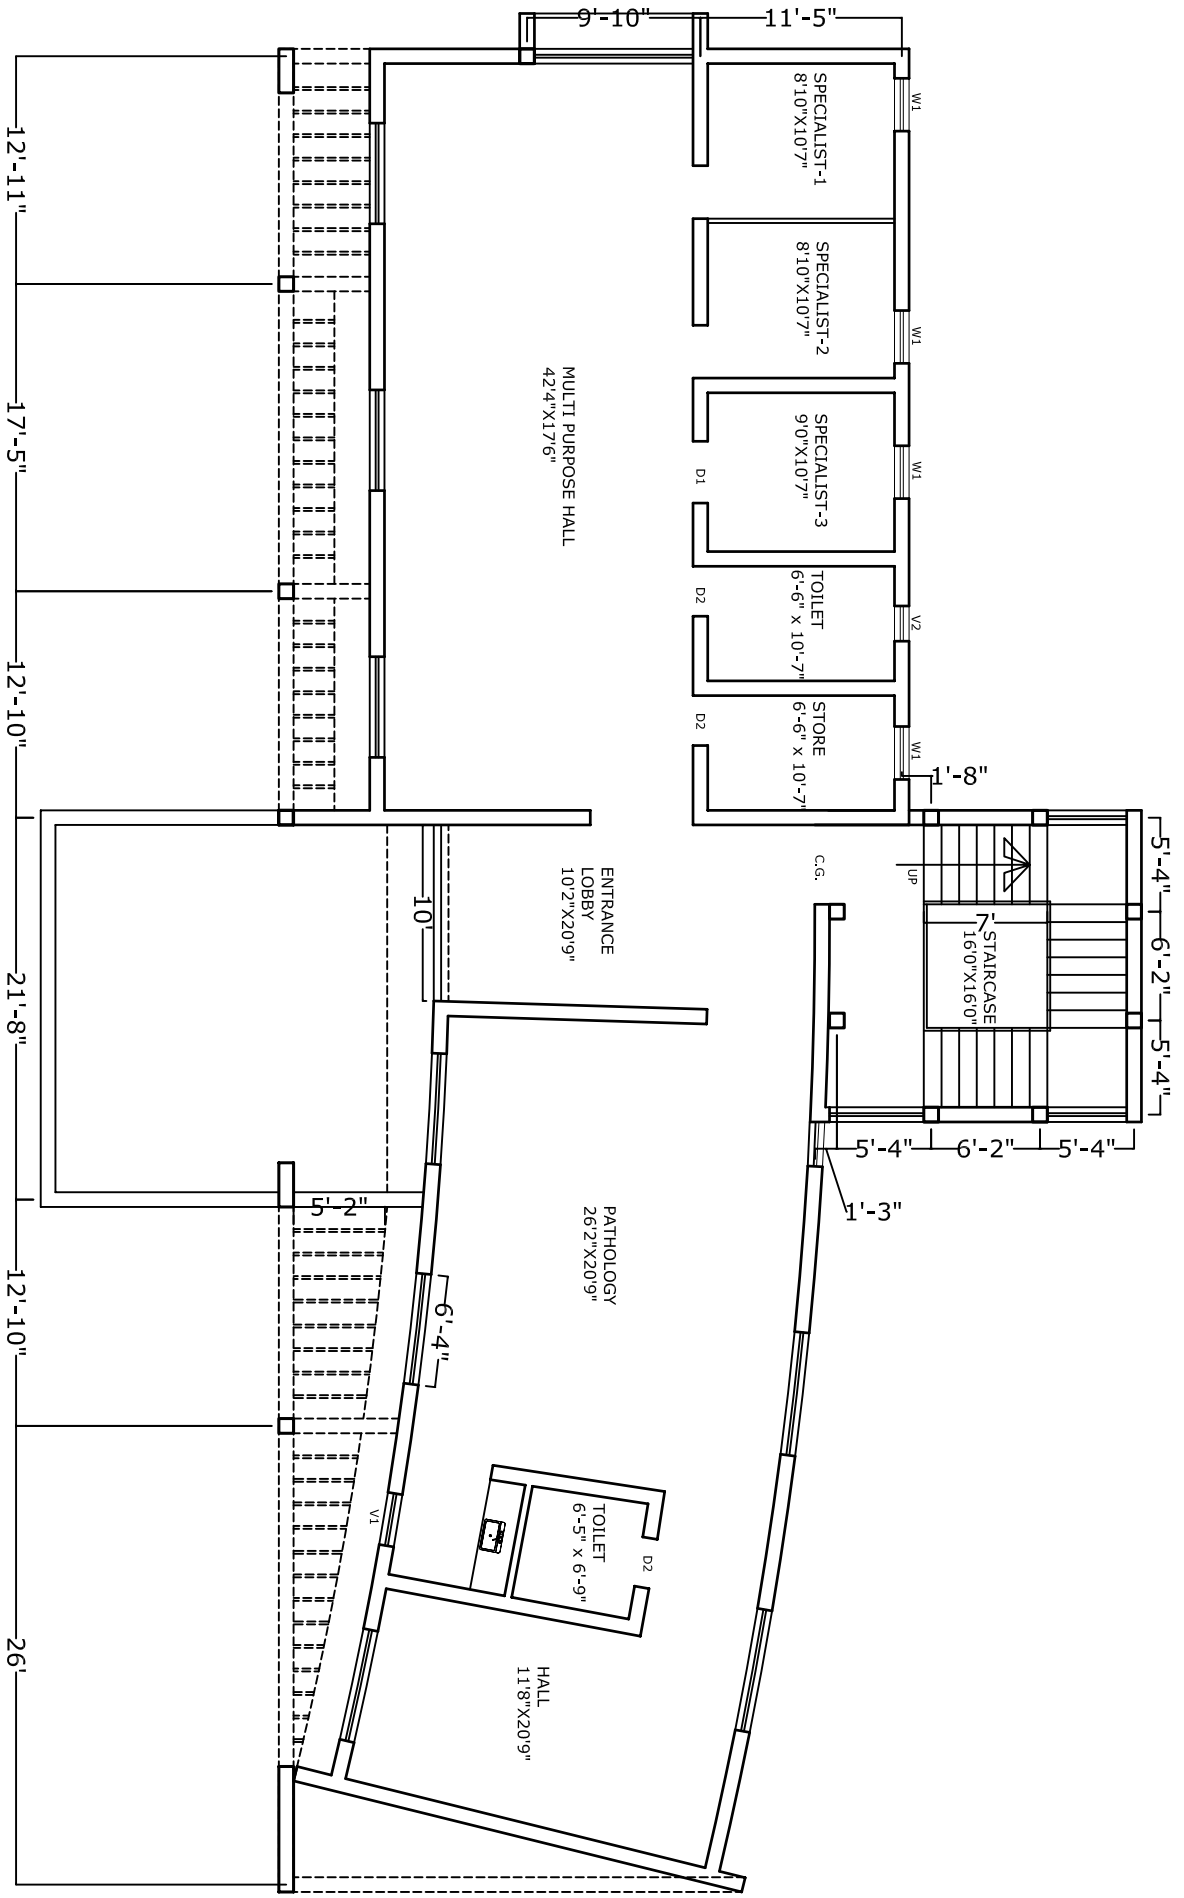 9'-10"
11'-5"
SPECIALIST-1
8'10"X10'7"
W1
SPECIALIST-2
8'10"X10'7"
W1
MULTI PURPOSE HALL
42'4"X17'6"
SPECIALIST-3
9'0"X10'7"
W1
D1
TOILET
6'-6" x 10'-7"
V2
D2
STORE
6'-6" x 10'-7"
W1
D2
1'-8"
12'-11"
17'-5"
12'-10"
21'-8"
12'-10"
26'
C.G.
UP
7'
STAIRCASE
16'0"X16'0"
5'-4"
6'-2"
5'-4"
5'-4"
6'-2"
5'-4"
1'-3"
ENTRANCE
LOBBY
10'2"X20'9"
10'
5'-2"
PATHOLOGY
26'2"X20'9"
6'-4"
V1
TOILET
6'-5" x 6'-9"
D2
HALL
11'8"X20'9"